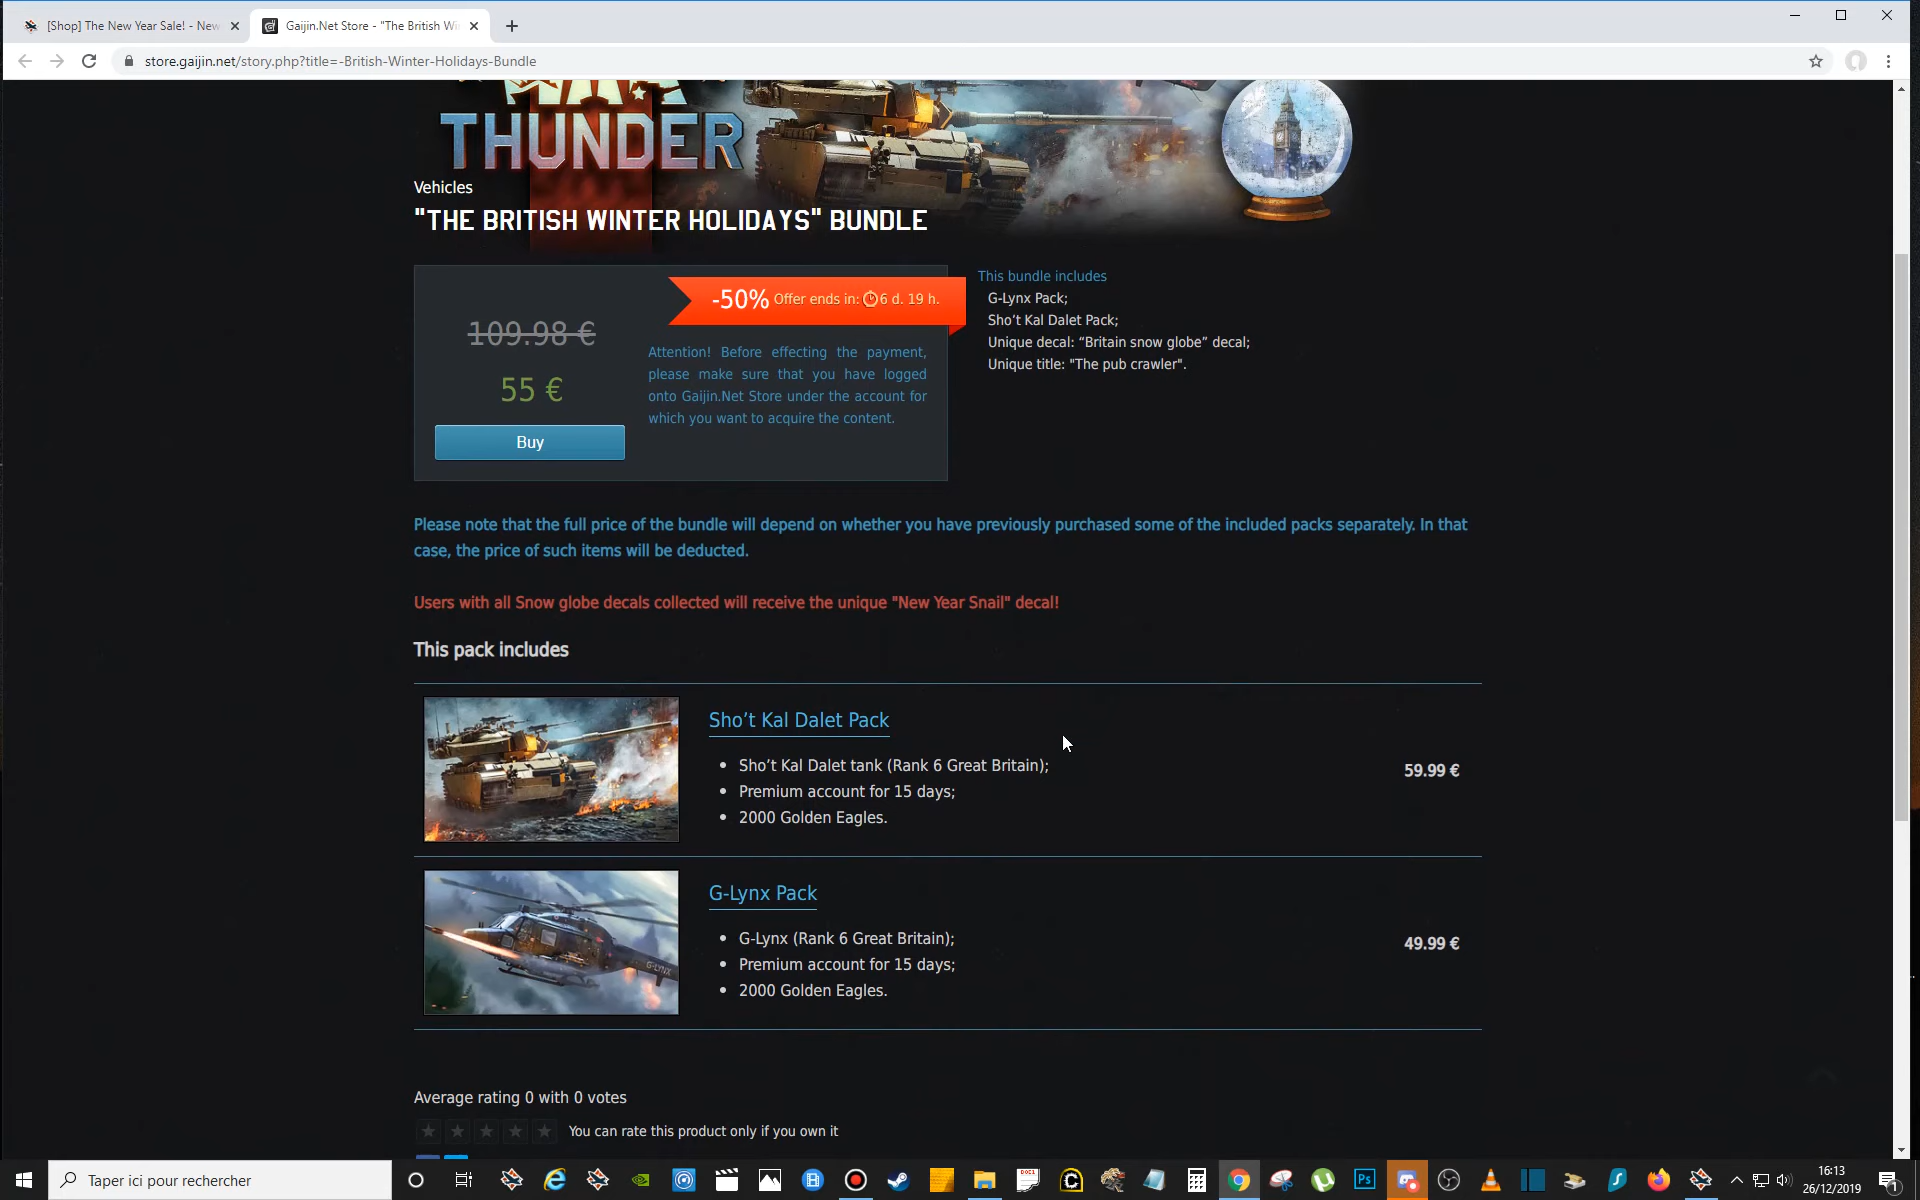 [Shop] The New Year Sale! - New
Gaijin.Net Store - "The British Wi
store.gaijin.net/story.php?title=-British-Winter-Holidays-Bundle
THUNDER
Vehicles
"THE BRITISH WINTER HOLIDAYS" BUNDLE
-50% Offer ends in: 6 d. 19 h.
109.98 €
55 €
Buy
Attention! Before effecting the payment,
please make sure that you have logged
onto Gaijin.Net Store under the account for
which you want to acquire the content.
This bundle includes
G-Lynx Pack;
Sho’t Kal Dalet Pack;
Unique decal: “Britain snow globe” decal;
Unique title: "The pub crawler".
Please note that the full price of the bundle will depend on whether you have previously purchased some of the included packs separately. In that
case, the price of such items will be deducted.
Users with all Snow globe decals collected will receive the unique "New Year Snail" decal!
This pack includes
Sho’t Kal Dalet Pack
• Sho’t Kal Dalet tank (Rank 6 Great Britain);
• Premium account for 15 days;
• 2000 Golden Eagles.
59.99 €
G-Lynx Pack
• G-Lynx (Rank 6 Great Britain);
• Premium account for 15 days;
• 2000 Golden Eagles.
49.99 €
G-LYNX
Average rating 0 with 0 votes
You can rate this product only if you own it
Taper ici pour rechercher
Ps
16:13
26/12/2019
1